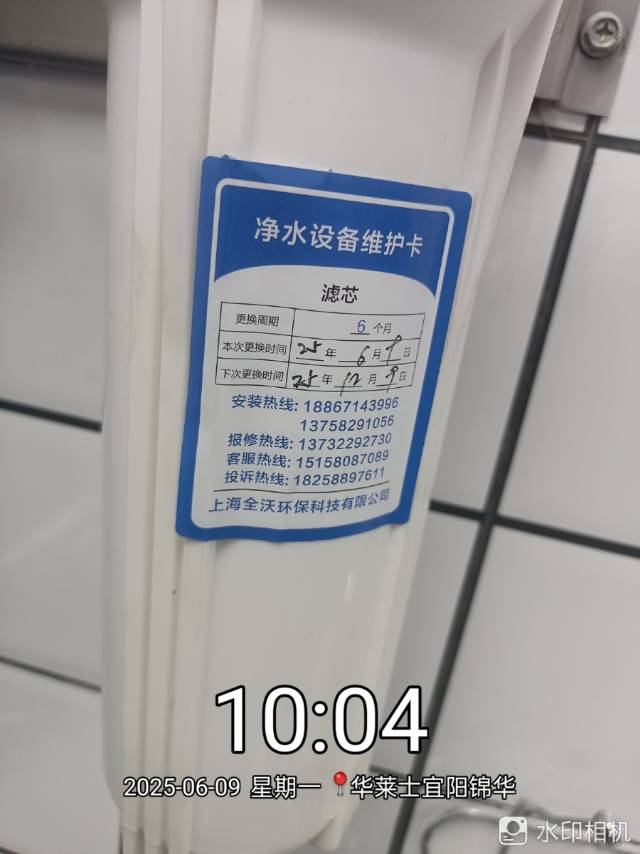 净水设备维护卡
滤芯
更换周期 6 个月
本次更换时间 25 年 6 月 9 日
下次更换时间 25 年 12 月 9 日
安装热线: 18867143996
13758291056
报修热线: 13732292730
客服热线: 15158087089
投诉热线: 18258897611
上海全沃环保科技有限公司
10:04
2025-06-09 星期一 📍华莱士宜阳锦华
水印相机